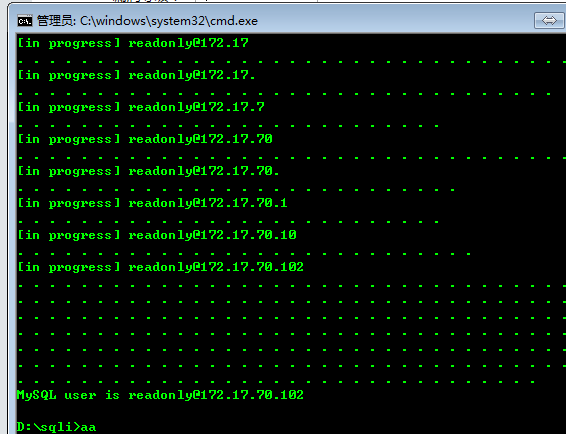 管理员: C:\windows\system32\cmd.exe
[in progress] readonly@172.17
. . . . . . . . . . . . . . . . . . . . . . . . . . . . . . . . . . .
[in progress] readonly@172.17.
. . . . . . . . . . . . . . . . . . . . . . . . . . . . . . . . . .
[in progress] readonly@172.17.7
. . . . . . . . . . . . . . . . . . . . . . . . . . .
[in progress] readonly@172.17.70
. . . . . . . . . . . . . . . . . . . . . . . . . . . . . . . . . . .
[in progress] readonly@172.17.70.
. . . . . . . . . . . . . . . . . . . . . . . . . . . .
[in progress] readonly@172.17.70.1
. . . . . . . . . . . . . . . . . . . . . . . . . . .
[in progress] readonly@172.17.70.10
. . . . . . . . . . . . . . . . . . . . . . . . . . . . .
[in progress] readonly@172.17.70.102
. . . . . . . . . . . . . . . . . . . . . . . . . . . . . . . . . . .
. . . . . . . . . . . . . . . . . . . . . . . . . . . . . . . . . . .
. . . . . . . . . . . . . . . . . . . . . . . . . . . . . . . . . . .
. . . . . . . . . . . . . . . . . . . . . . . . . . . . . . . . . . .
. . . . . . . . . . . . . . . . . . . . . . . . . . . . . . . . . . .
. . . . . . . . . . . . . . . . . . . . . . . . . . . . . . . . . . .
. . . . . . . . . . . . . . . . . . . . . . . . . . . . . . . . .
MySQL user is readonly@172.17.70.102
D:\sqli>aa